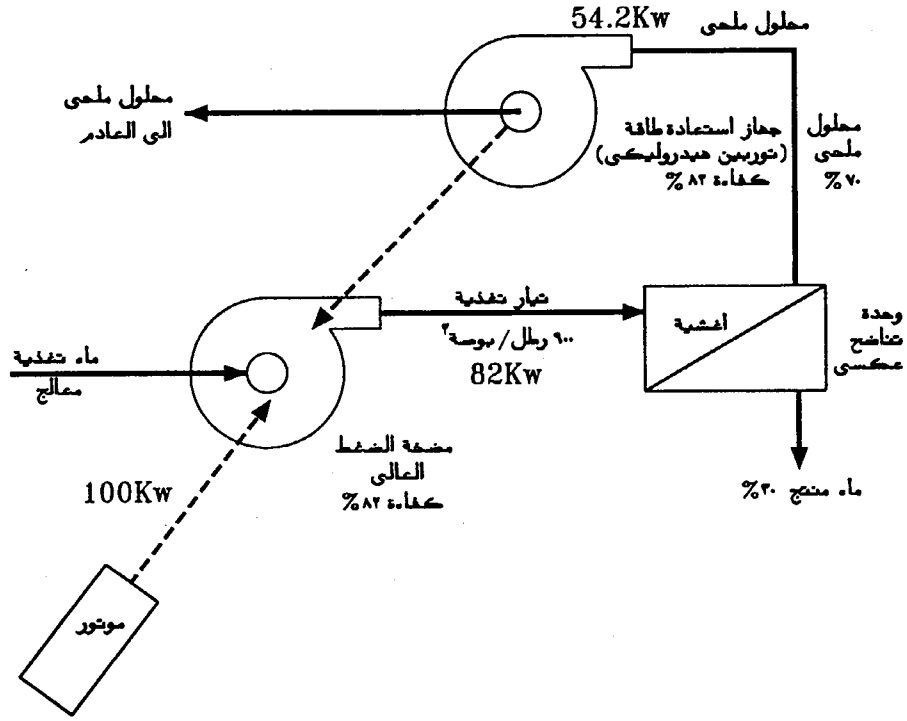 54.2Kw
محلول ملحى
محلول ملحى
الى العادم
جهاز استعادة طاقة
(توربين هيدروليكى)
كفاءة ٨٢ %
محلول
ملحى
٧٠ %
تيار تغذية
٩٠٠ رطل/بوصة٢
82Kw
أغشية
وحدة
تناضح
عكسى
ماء تغذية
معالج
مضخة الضغط
العالى
كفاءة ٨٢ %
100Kw
ماء منتج ٣٠ %
موتور